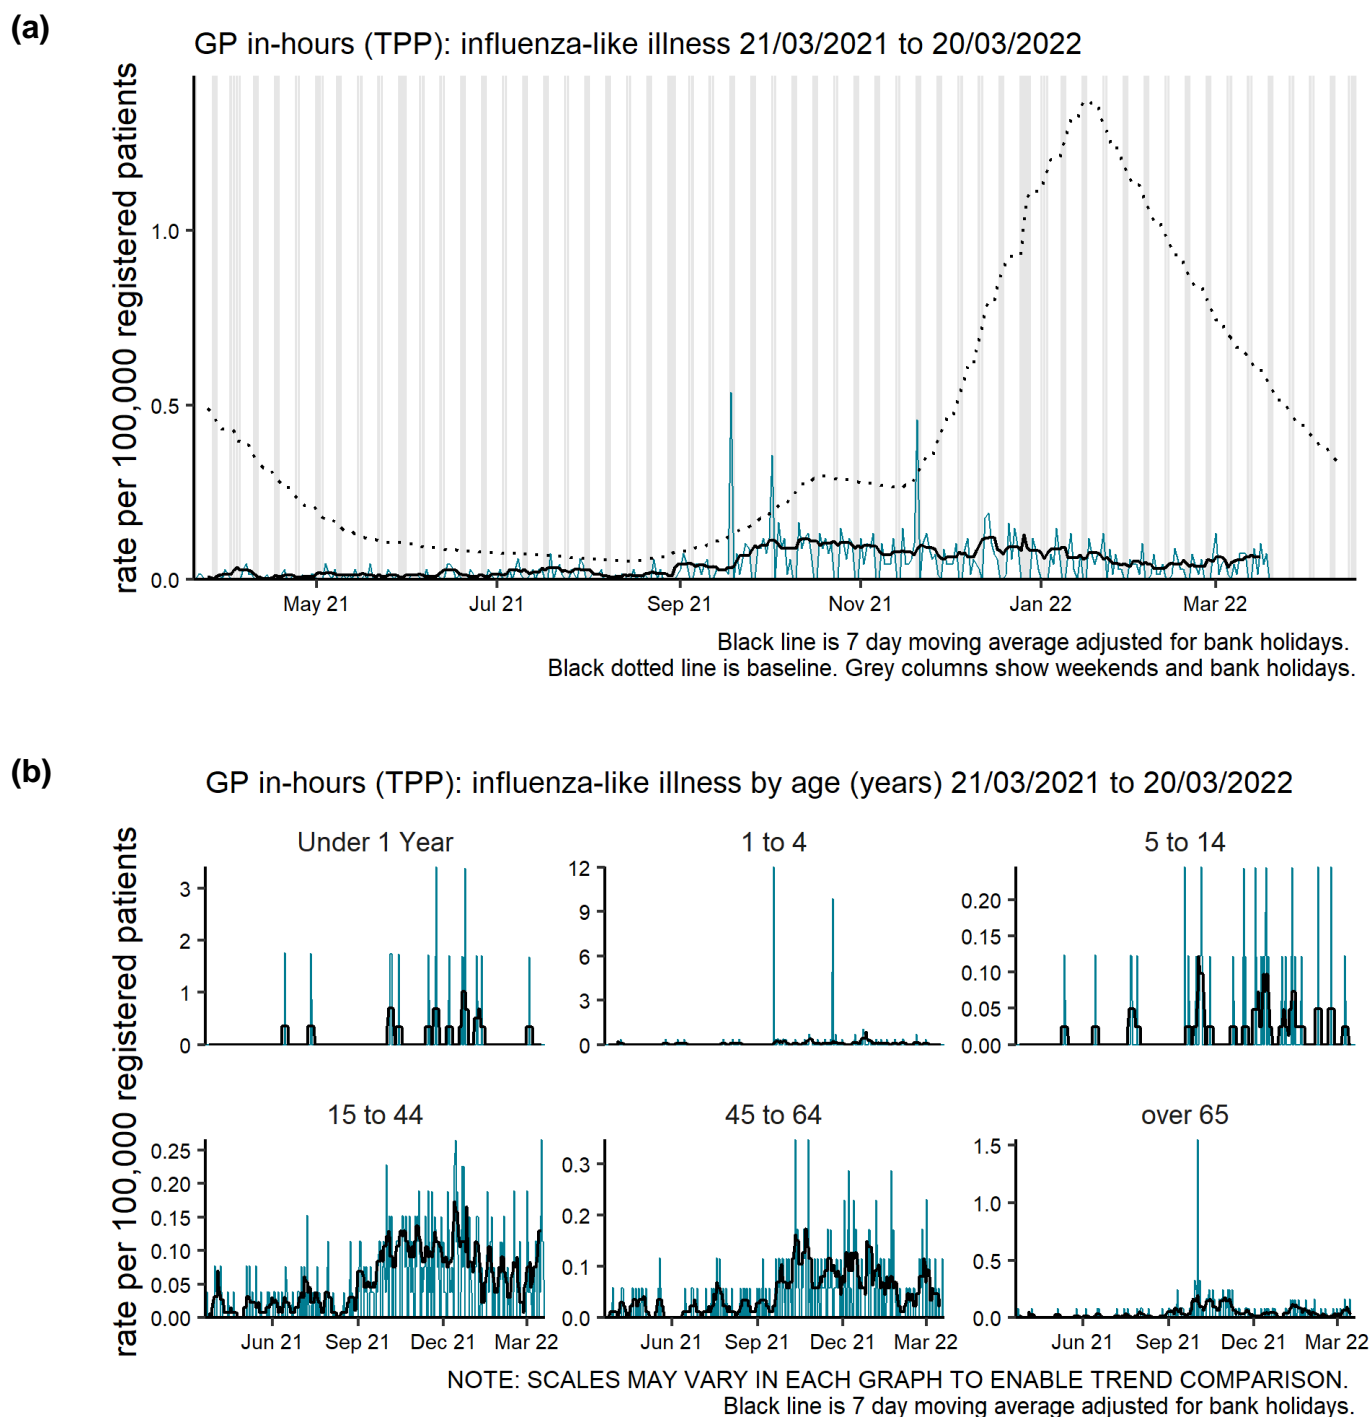 (a)
GP in-hours (TPP): influenza-like illness 21/03/2021 to 20/03/2022
rate per 100,000 registered patients
1.0
0.5
0.0
May 21 Jul 21 Sep 21 Nov 21 Jan 22 Mar 22
Black line is 7 day moving average adjusted for bank holidays.
Black dotted line is baseline. Grey columns show weekends and bank holidays.
(b)
GP in-hours (TPP): influenza-like illness by age (years) 21/03/2021 to 20/03/2022
rate per 100,000 registered patients
Under 1 Year
3
2
1
0
1 to 4
12
9
6
3
0
5 to 14
0.20
0.15
0.10
0.05
0.00
15 to 44
0.25
0.20
0.15
0.10
0.05
0.00
Jun 21 Sep 21 Dec 21 Mar 22
45 to 64
0.3
0.2
0.1
0.0
Jun 21 Sep 21 Dec 21 Mar 22
over 65
1.5
1.0
0.5
0.0
Jun 21 Sep 21 Dec 21 Mar 22
NOTE: SCALES MAY VARY IN EACH GRAPH TO ENABLE TREND COMPARISON.
Black line is 7 day moving average adjusted for bank holidays.